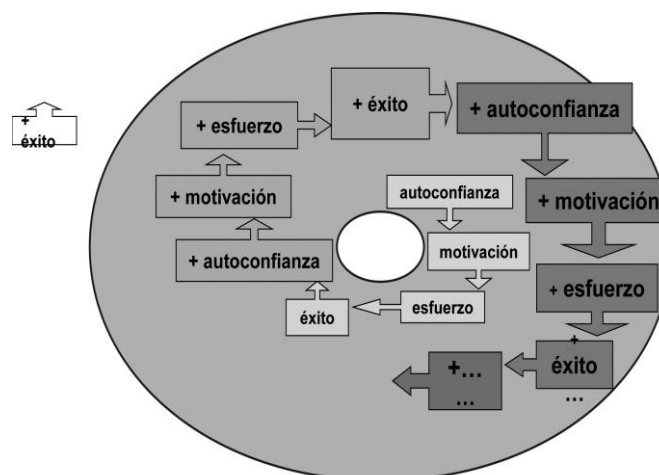 +
éxito
autoconfianza
motivación
esfuerzo
éxito
+ autoconfianza
+ motivación
+ esfuerzo
+ éxito
+ autoconfianza
+ motivación
+ esfuerzo
+
éxito
...
+...
...